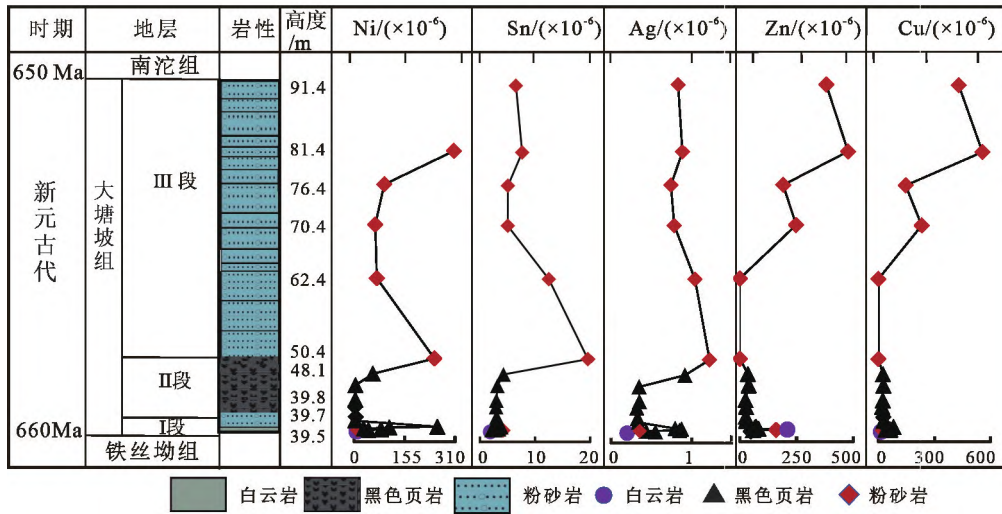 时期 地层 岩性 高度/m Ni/(×10⁻⁶) Sn/(×10⁻⁶) Ag/(×10⁻⁶) Zn/(×10⁻⁶) Cu/(×10⁻⁶)
650 Ma 南沱组
91.4
81.4
III段
76.4
新元古代 大塘坡组
70.4
62.4
50.4
II段 48.1
39.8
39.7
660Ma I段
39.5
铁丝坳组
0 155 310 0 10 20 1 0 250 500 0 300 600
白云岩 黑色页岩 粉砂岩 白云岩 黑色页岩 粉砂岩